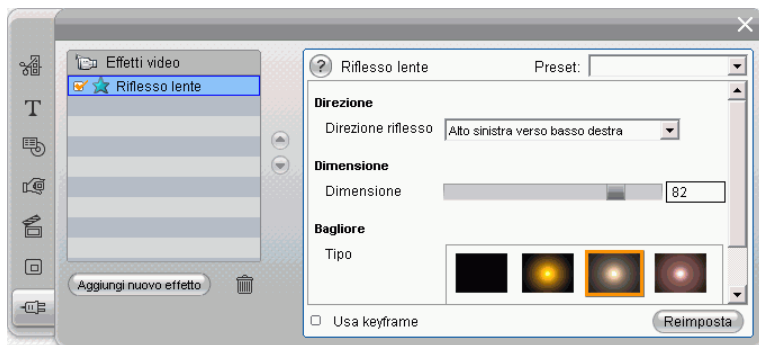 Effetti video
Riflesso lente
Aggiungi nuovo effetto
? Riflesso lente Preset:
Direzione
Direzione riflesso Alto sinistra verso basso destra
Dimensione
Dimensione 82
Bagliore
Tipo
Usa keyframe Reimposta
T